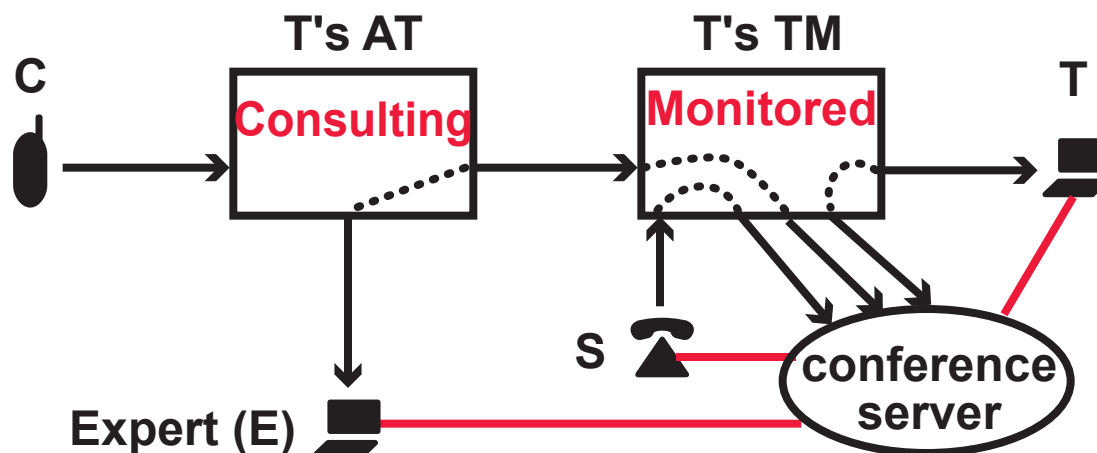 T's AT
T's TM
C
T
Consulting
Monitored
S
conference
server
Expert (E)